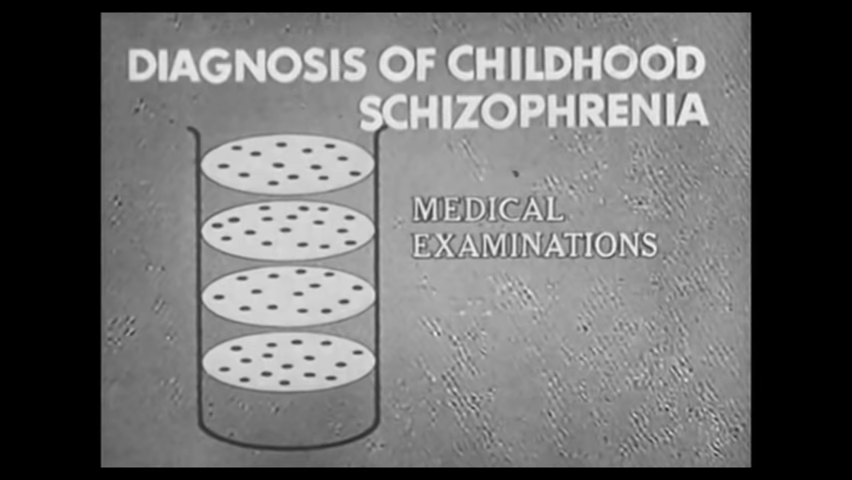 DIAGNOSIS OF CHILDHOOD
SCHIZOPHRENIA
MEDICAL
EXAMINATIONS